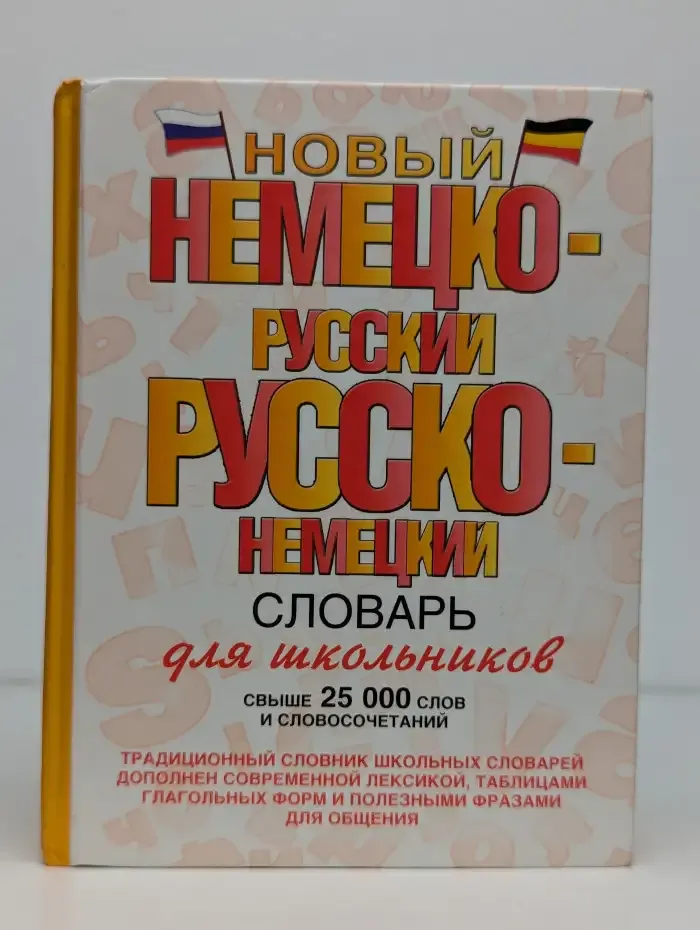 НОВЫЙ
НЕМЕЦКО-
РУССКИЙ
РУССКО-
НЕМЕЦКИЙ
СЛОВАРЬ
для школьников
СВЫШЕ 25 000 СЛОВ
И СЛОВОСОЧЕТАНИЙ
ТРАДИЦИОННЫЙ СЛОВНИК ШКОЛЬНЫХ СЛОВАРЕЙ
ДОПОЛНЕН СОВРЕМЕННОЙ ЛЕКСИКОЙ, ТАБЛИЦАМИ
ГЛАГОЛЬНЫХ ФОРМ И ПОЛЕЗНЫМИ ФРАЗАМИ
ДЛЯ ОБЩЕНИЯ